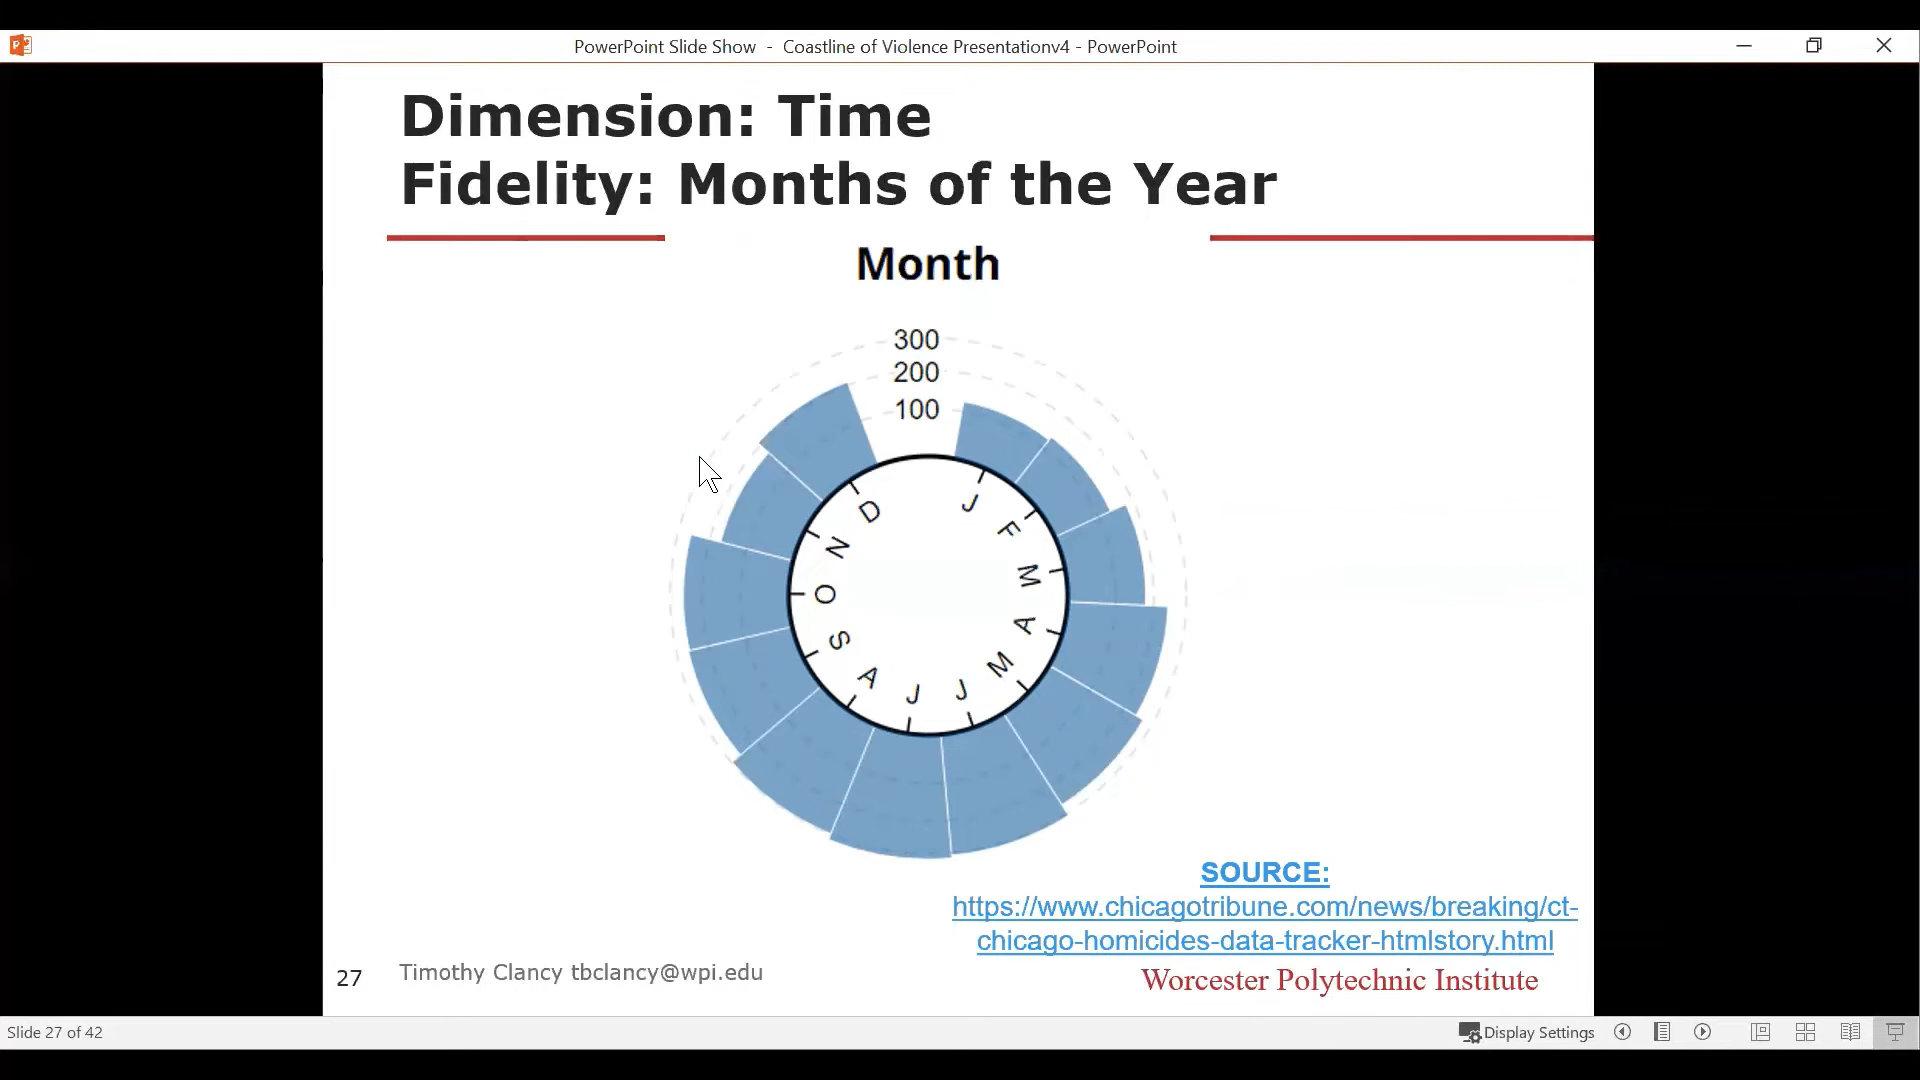 PowerPoint Slide Show - Coastline of Violence Presentationv4 - PowerPoint
Dimension: Time
Fidelity: Months of the Year
Month
300
200
100
J
F
M
A
M
J
J
A
S
O
N
D
SOURCE:
https://www.chicagotribune.com/news/breaking/ct-
chicago-homicides-data-tracker-htmlstory.html
27
Timothy Clancy tbclancy@wpi.edu
Worcester Polytechnic Institute
Slide 27 of 42
Display Settings